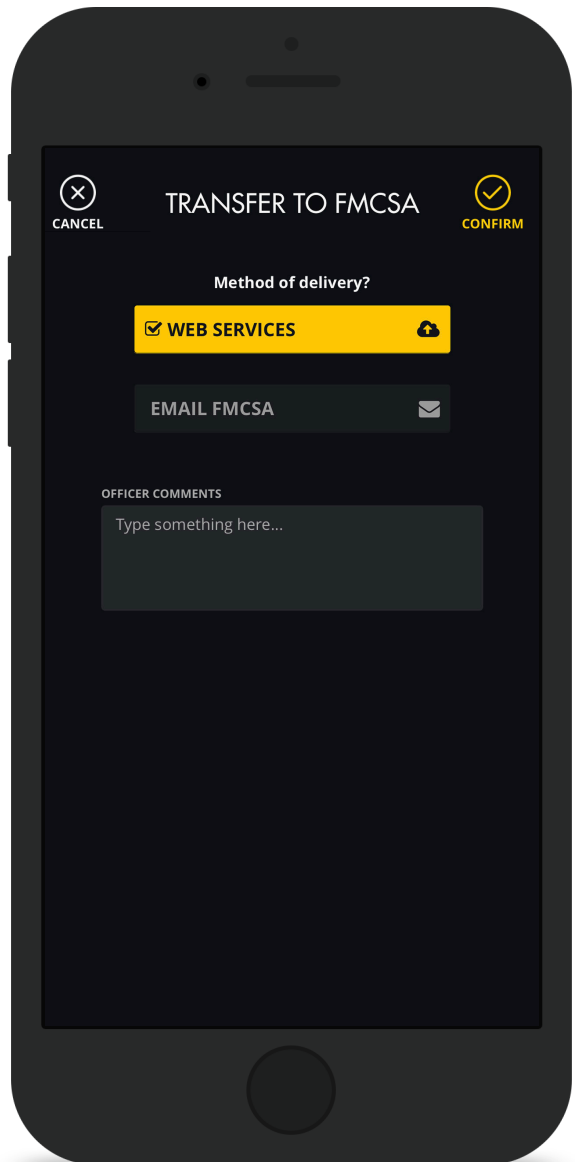 TRANSFER TO FMCSA
CANCEL
CONFIRM
Method of delivery?
WEB SERVICES
EMAIL FMCSA
OFFICER COMMENTS
Type something here...